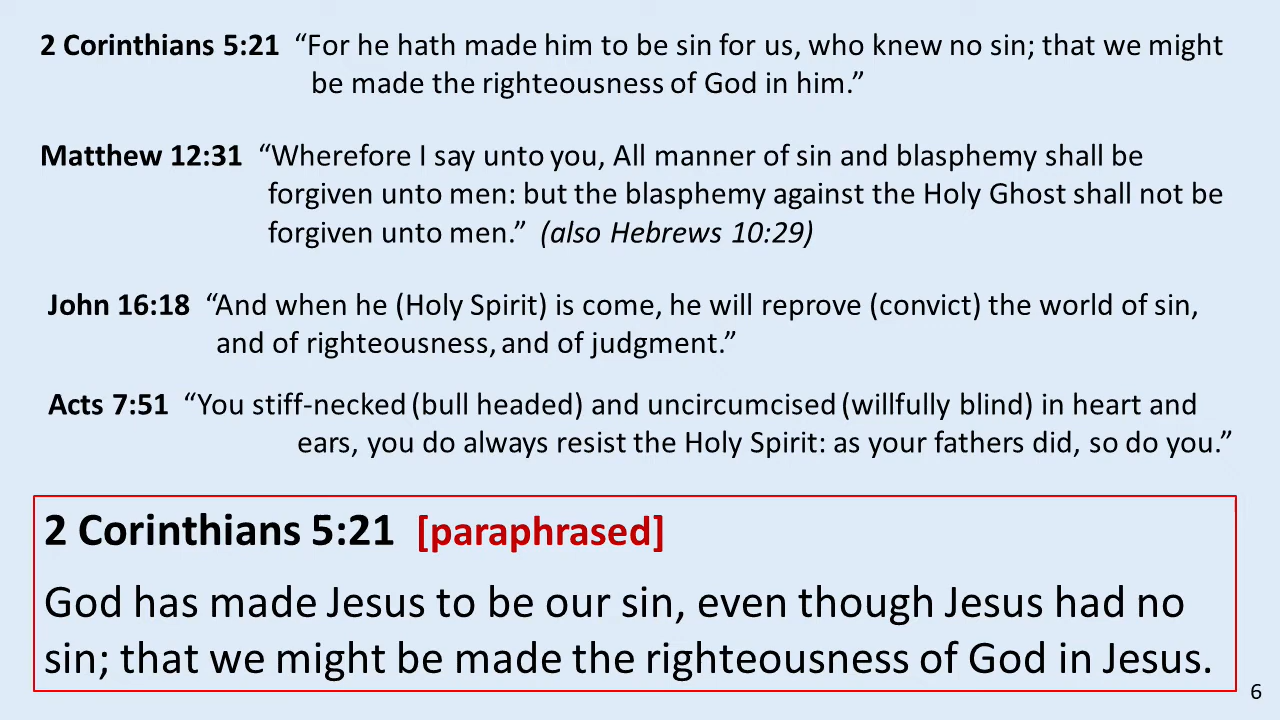 2 Corinthians 5:21 “For he hath made him to be sin for us, who knew no sin; that we might
be made the righteousness of God in him.”
Matthew 12:31 “Wherefore I say unto you, All manner of sin and blasphemy shall be
forgiven unto men: but the blasphemy against the Holy Ghost shall not be
forgiven unto men.” (also Hebrews 10:29)
John 16:18 “And when he (Holy Spirit) is come, he will reprove (convict) the world of sin,
and of righteousness, and of judgment.”
Acts 7:51 “You stiff-necked (bull headed) and uncircumcised (willfully blind) in heart and
ears, you do always resist the Holy Spirit: as your fathers did, so do you.”
2 Corinthians 5:21 [paraphrased]
God has made Jesus to be our sin, even though Jesus had no
sin; that we might be made the righteousness of God in Jesus.
6